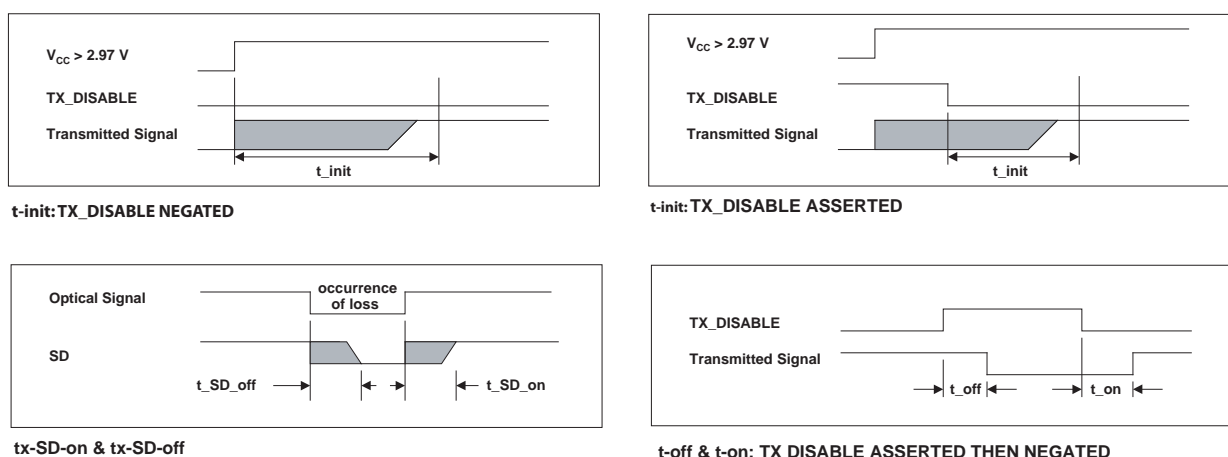 V_CC > 2.97 V
TX_DISABLE
Transmitted Signal
t_init
t-init: TX_DISABLE NEGATED
V_CC > 2.97 V
TX_DISABLE
Transmitted Signal
t_init
t-init: TX_DISABLE ASSERTED
Optical Signal
occurrence
of loss
SD
t_SD_off
t_SD_on
tx-SD-on & tx-SD-off
TX_DISABLE
Transmitted Signal
t_off
t_on
t-off & t-on: TX DISABLE ASSERTED THEN NEGATED